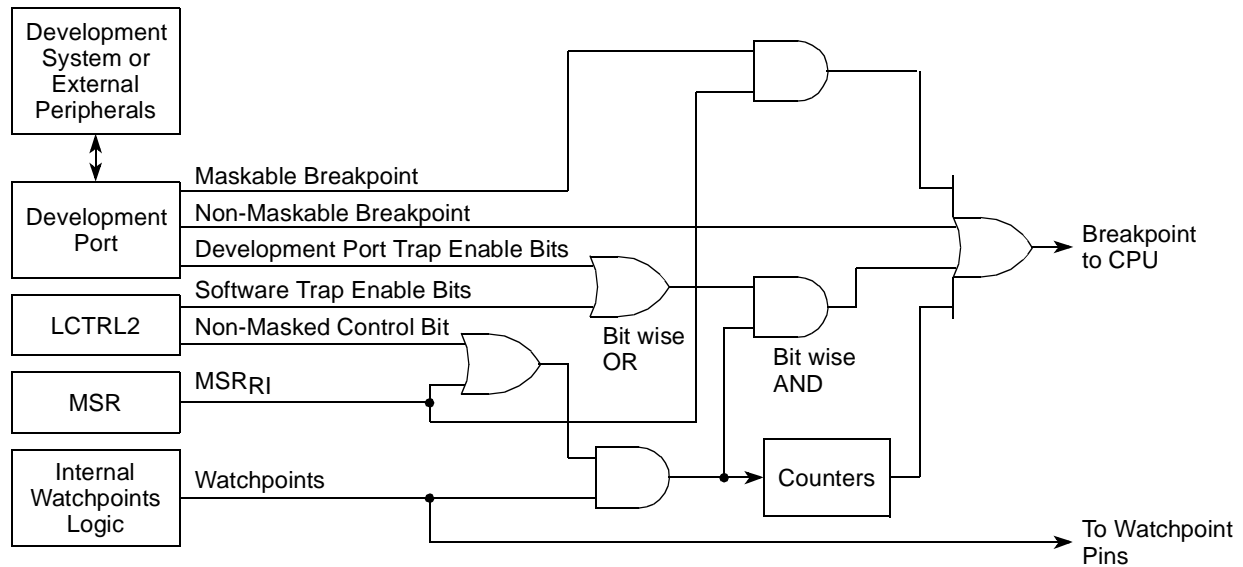 Development
System or
External
Peripherals
Maskable Breakpoint
Development
Port
Non-Maskable Breakpoint
Development Port Trap Enable Bits
Breakpoint
to CPU
LCTRL2
Software Trap Enable Bits
Non-Masked Control Bit
Bit wise
OR
Bit wise
AND
MSR
MSRRI
Internal
Watchpoints
Logic
Watchpoints
Counters
To Watchpoint
Pins